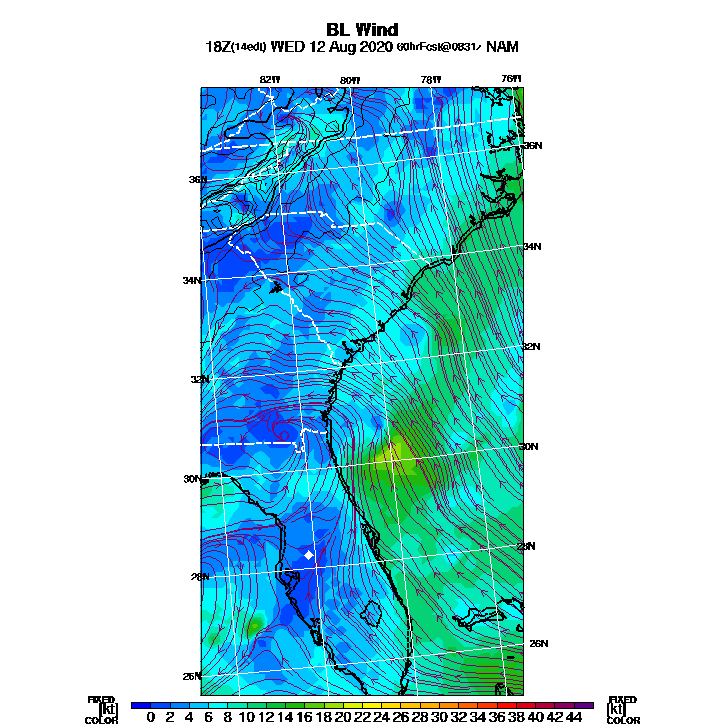 BL Wind
18Z(14edt) WED 12 Aug 2020 60hrFcst@0831z NAM
82W 80W 78W 76W
36N 36N
34N 34N
32N 32N
30N 30N
28N 28N
26N 26N
FIXED [kt] COLOR 0 2 4 6 8 10 12 14 16 18 20 22 24 26 28 30 32 34 36 38 40 42 44 FIXED [kt] COLOR